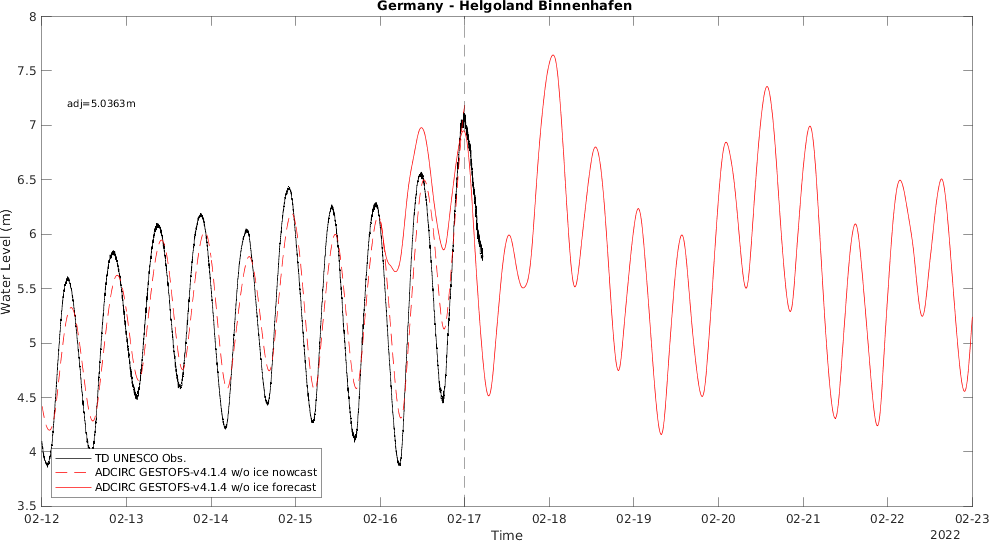 Germany - Helgoland Binnenhafen
8
7.5
adj=5.0363m
7
6.5
6
5.5
5
4.5
4
3.5
Water Level (m)
TD UNESCO Obs.
ADCIRC GESTOFS-v4.1.4 w/o ice nowcast
ADCIRC GESTOFS-v4.1.4 w/o ice forecast
02-12 02-13 02-14 02-15 02-16 02-17 02-18 02-19 02-20 02-21 02-22 02-23
Time
2022